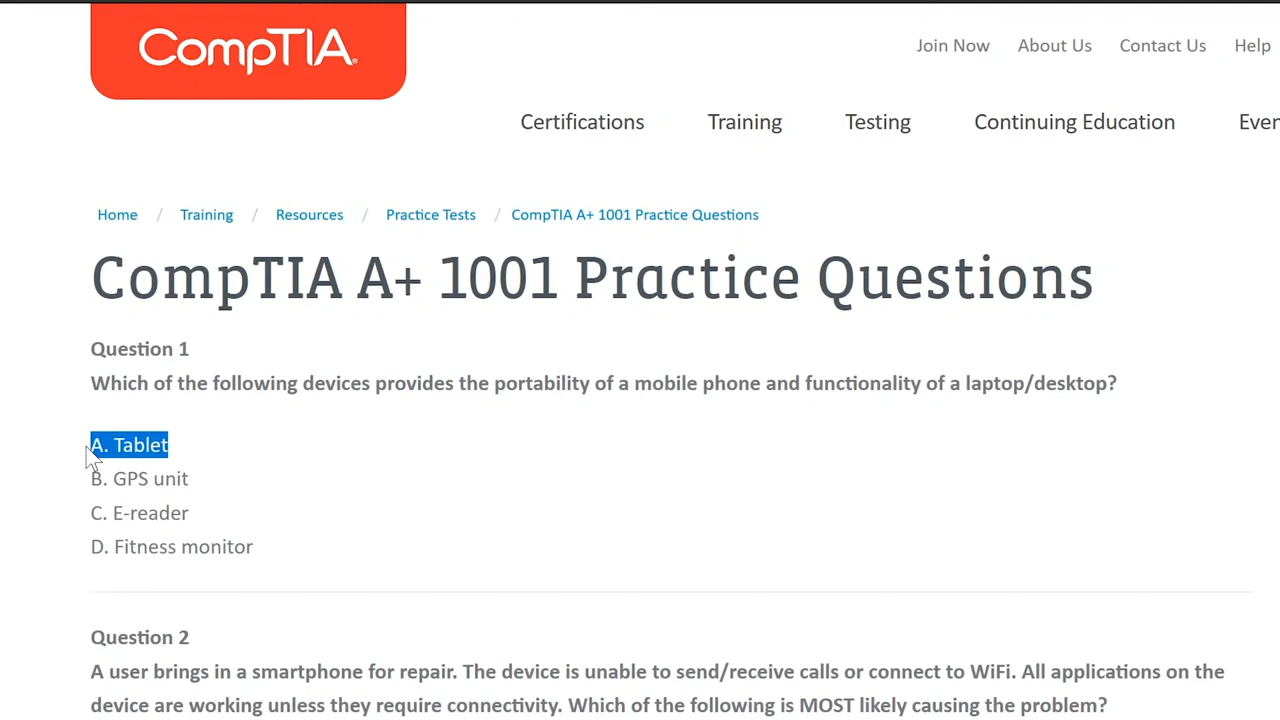 CompTIA.
Join Now About Us Contact Us Help
Certifications Training Testing Continuing Education
Home / Training / Resources / Practice Tests / CompTIA A+ 1001 Practice Questions
CompTIA A+ 1001 Practice Questions
Question 1
Which of the following devices provides the portability of a mobile phone and functionality of a laptop/desktop?
A. Tablet
B. GPS unit
C. E-reader
D. Fitness monitor
Question 2
A user brings in a smartphone for repair. The device is unable to send/receive calls or connect to WiFi. All applications on the
device are working unless they require connectivity. Which of the following is MOST likely causing the problem?